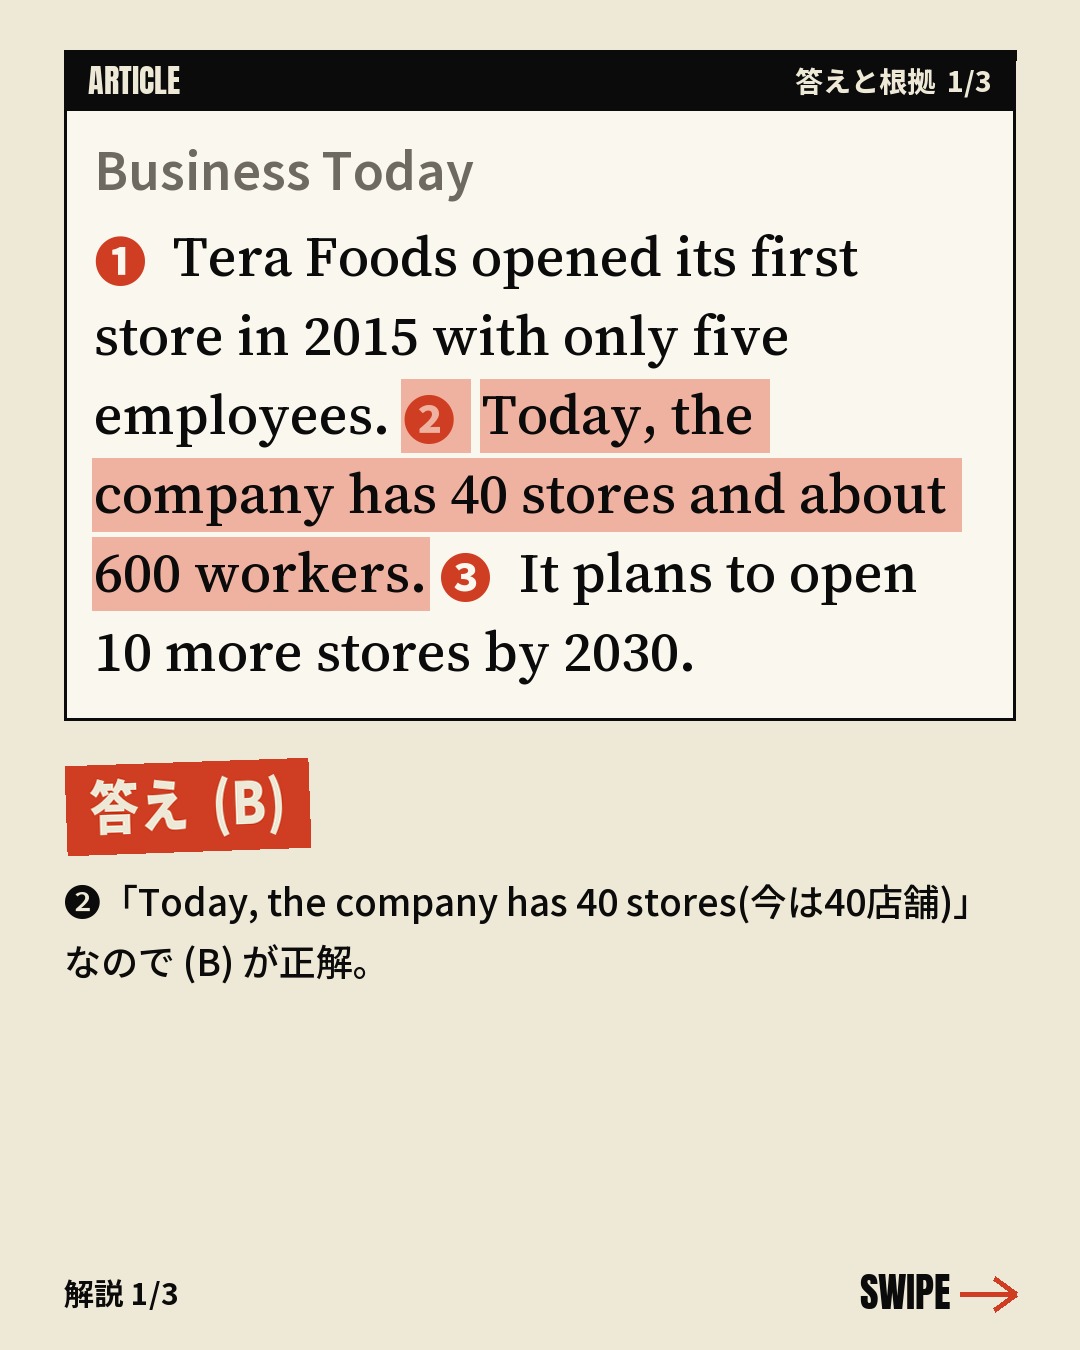 ARTICLE
答えと根拠 1/3
Business Today
❶ Tera Foods opened its first
store in 2015 with only five
employees. ❷ Today, the
company has 40 stores and about
600 workers. ❸ It plans to open
10 more stores by 2030.
答え (B)
❷「Today, the company has 40 stores(今は40店舗)」
なので (B) が正解。
解説 1/3
SWIPE →